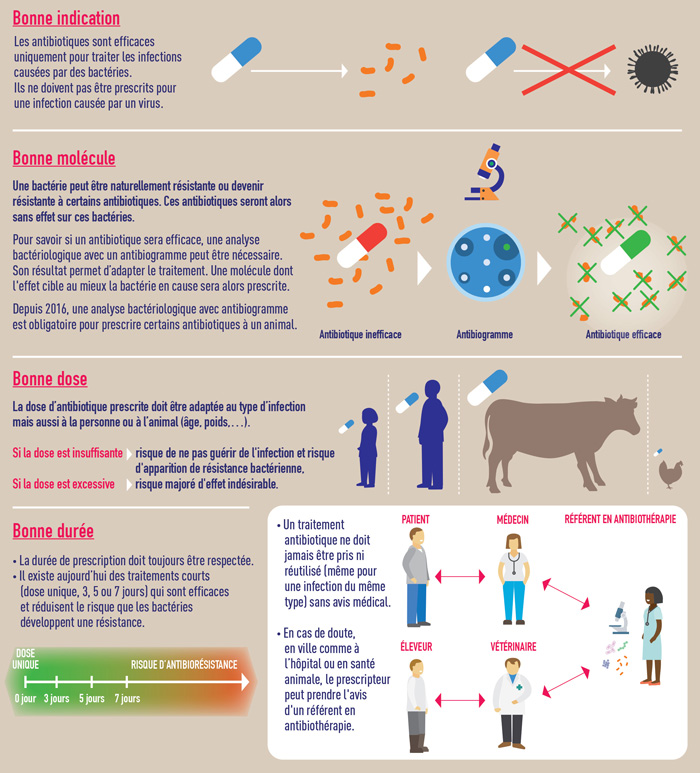 Bonne indication
Les antibiotiques sont efficaces
uniquement pour traiter les infections
causées par des bactéries.
Ils ne doivent pas être prescrits pour
une infection causée par un virus.
Bonne molécule
Une bactérie peut être naturellement résistante ou devenir
résistante à certains antibiotiques. Ces antibiotiques seront alors
sans effet sur ces bactéries.
Pour savoir si un antibiotique sera efficace, une analyse
bactériologique avec un antibiogramme peut être nécessaire.
Son résultat permet d'adapter le traitement. Une molécule dont
l'effet cible au mieux la bactérie en cause sera alors prescrite.
Depuis 2016, une analyse bactériologique avec antibiogramme
est obligatoire pour prescrire certains antibiotiques à un animal.
Antibiotique inefficace
Antibiogramme
Antibiotique efficace
Bonne dose
La dose d'antibiotique prescrite doit être adaptée au type d'infection
mais aussi à la personne ou à l'animal (âge, poids,...).
Si la dose est insuffisante risque de ne pas guérir de l'infection et risque
d'apparition de résistance bactérienne,
Si la dose est excessive risque majoré d'effet indésirable.
Bonne durée
• La durée de prescription doit toujours être respectée.
• Il existe aujourd'hui des traitements courts
(dose unique, 3, 5 ou 7 jours) qui sont efficaces
et réduisent le risque que les bactéries
développent une résistance.
DOSE
UNIQUE
RISQUE D'ANTIBIORÉSISTANCE
0 jour 3 jours 5 jours 7 jours
• Un traitement
antibiotique ne doit
jamais être pris ni
réutilisé (même pour
une infection du même
type) sans avis médical.
• En cas de doute,
en ville comme à
l'hôpital ou en santé
animale, le prescripteur
peut prendre l'avis
d'un référent en
antibiothérapie.
PATIENT
MÉDECIN
RÉFÉRENT EN ANTIBIOTHÉRAPIE
ÉLEVEUR
VÉTÉRINAIRE